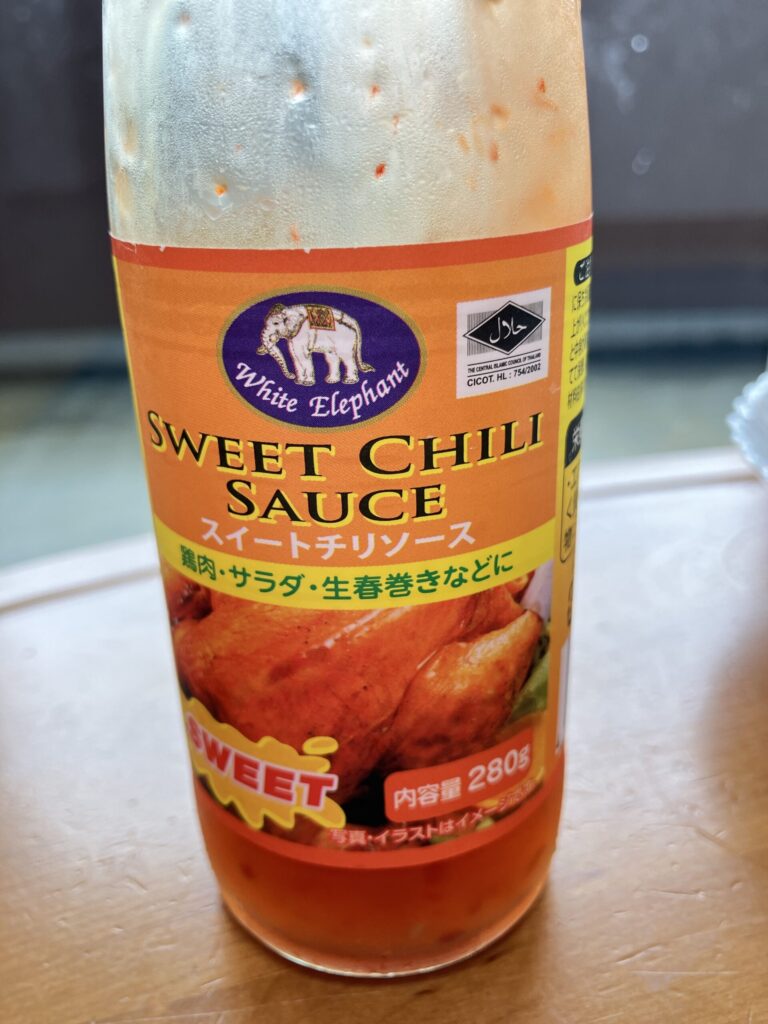 White Elephant
حلال
THE CENTRAL ISLAMIC COUNCIL OF THAILAND
CICOT. HL : 754/2002
SWEET CHILI
SAUCE
スイートチリソース
鶏肉・サラダ・生春巻きなどに
SWEET
内容量 280g
写真・イラストはイメージ